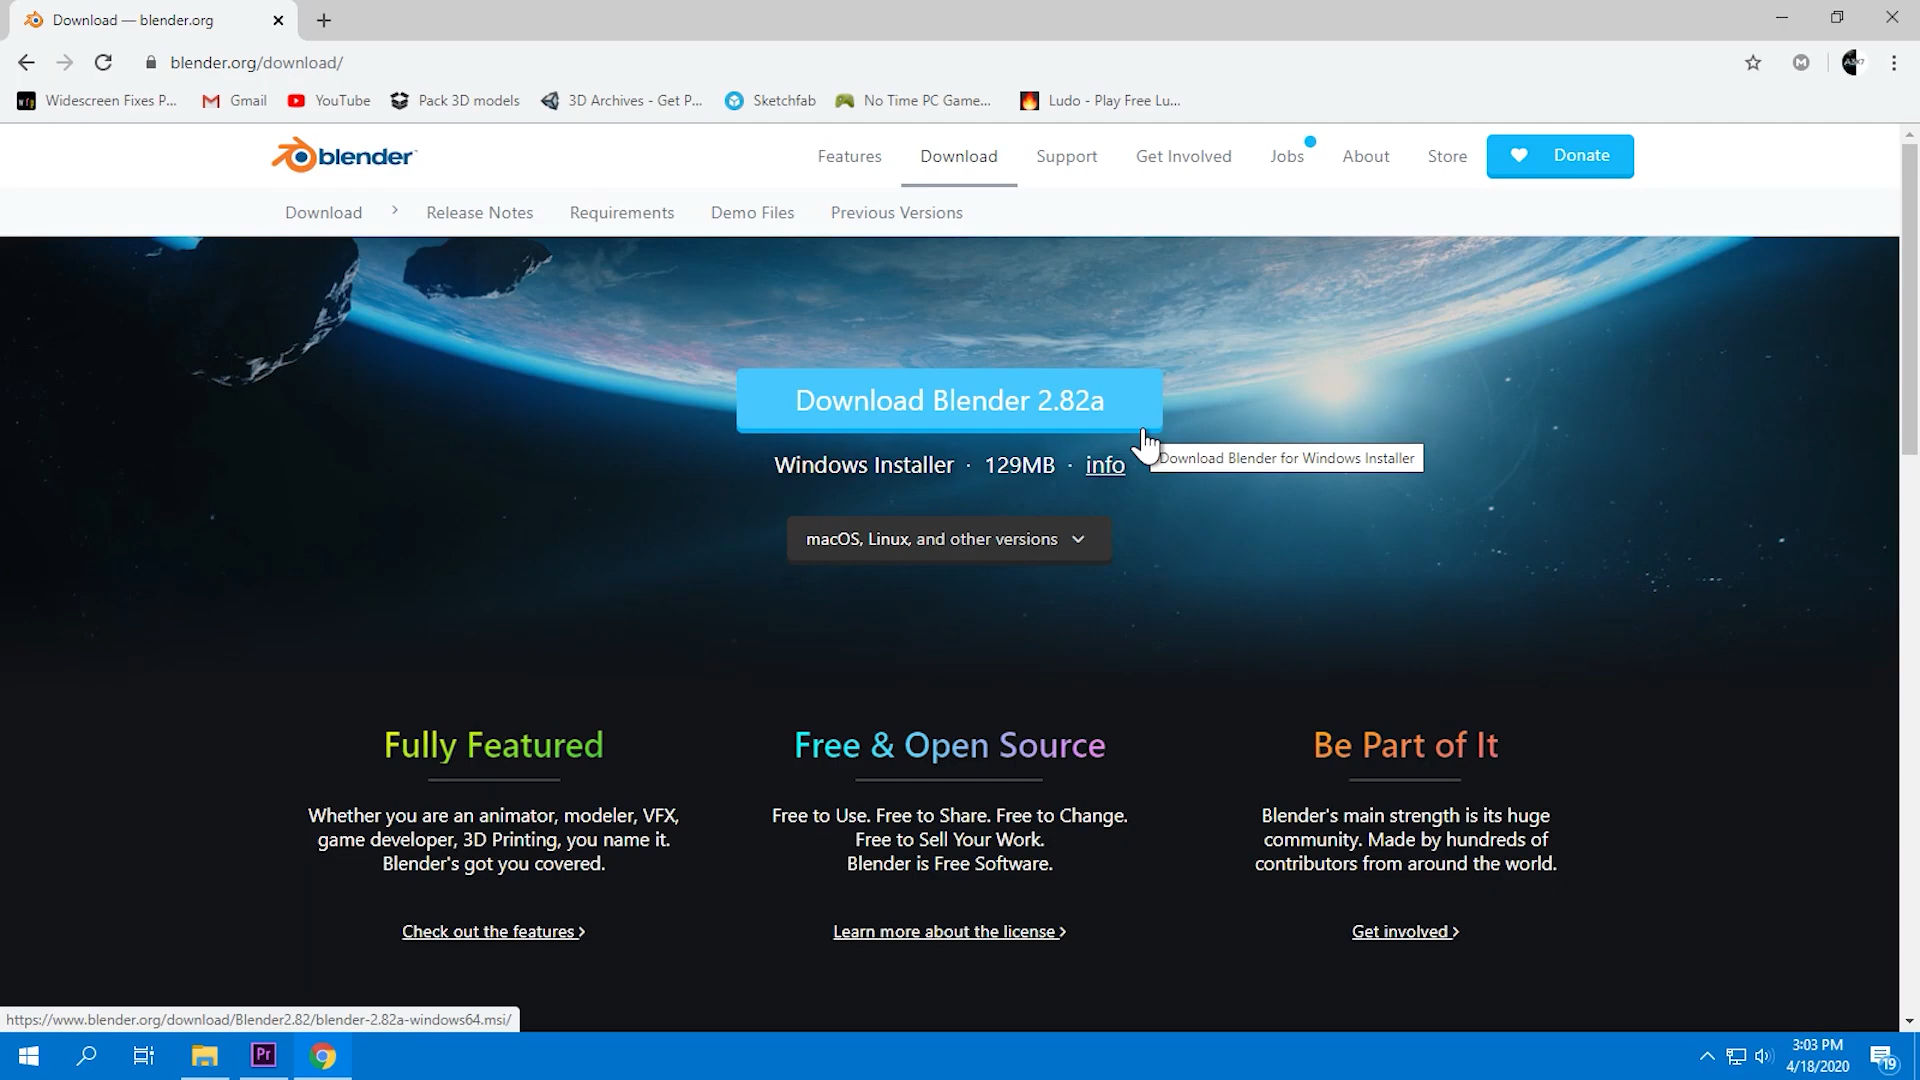 Download — blender.org
blender.org/download/
Widescreen Fixes P... Gmail YouTube Pack 3D models 3D Archives - Get P... Sketchfab No Time PC Game... Ludo - Play Free Lu...
blender
Features Download Support Get Involved Jobs About Store Donate
Download > Release Notes Requirements Demo Files Previous Versions
Download Blender 2.82a
Windows Installer · 129MB · info
Download Blender for Windows Installer
macOS, Linux, and other versions
Fully Featured
Whether you are an animator, modeler, VFX,
game developer, 3D Printing, you name it.
Blender's got you covered.
Check out the features >
Free & Open Source
Free to Use. Free to Share. Free to Change.
Free to Sell Your Work.
Blender is Free Software.
Learn more about the license >
Be Part of It
Blender's main strength is its huge
community. Made by hundreds of
contributors from around the world.
Get involved >
https://www.blender.org/download/Blender2.82/blender-2.82a-windows64.msi/
Pr
3:03 PM
4/18/2020
19